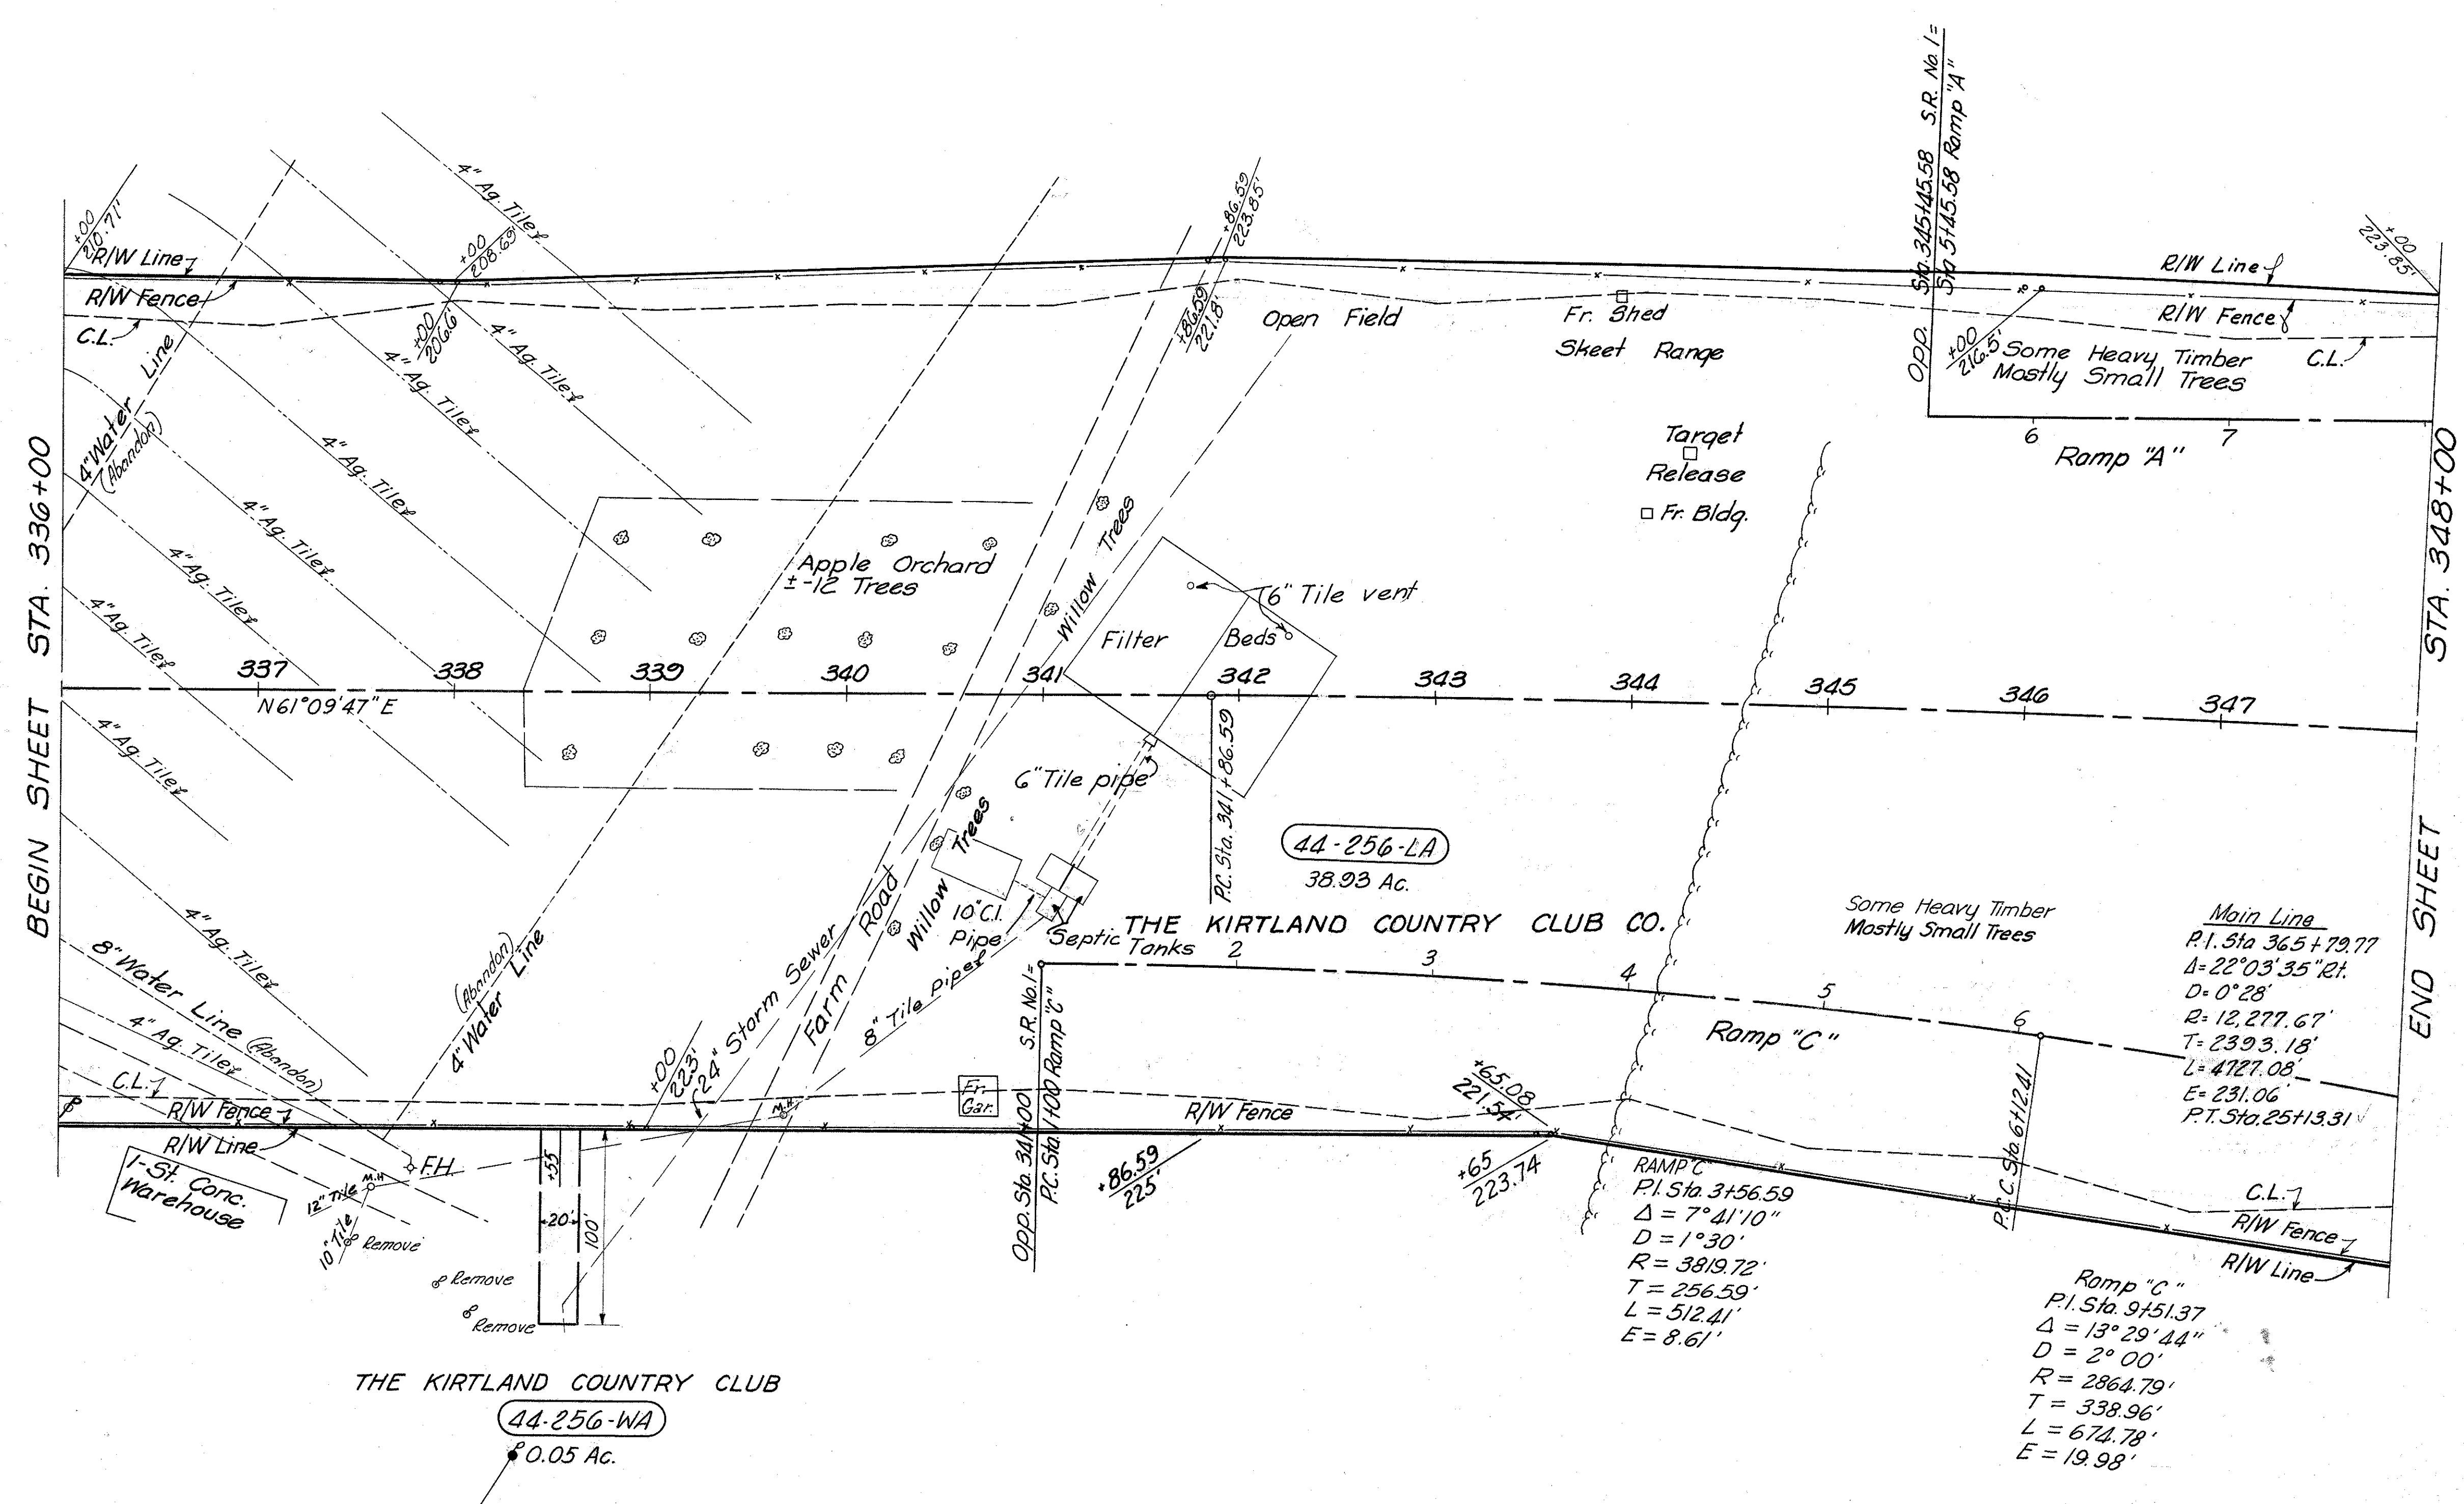 Sta. 345+45.58 S.R. No. 1=
Sta 5+45.58 Ramp "A"
Opp.
4" Ag. Tile
+00
210.71'
+00
208.69'
+86.59
223.85'
+00
223.85'
R/W Line
R/W Line
R/W Fence
R/W Fence
C.L.
C.L.
+00
206.6'
4" Ag. Tile
4" Ag. Tile
+86.59
221.8'
Open Field
Fr. Shed
Skeet Range
+00
216.5'
Some Heavy Timber
Mostly Small Trees
4" Water Line
(Abandon)
4" Ag. Tile
4" Ag. Tile
4" Ag. Tile
4" Ag. Tile
Target
Release
Fr. Bldg.
6
7
Ramp "A"
BEGIN SHEET STA. 336+00
END SHEET STA. 348+00
Apple Orchard
±-12 Trees
Willow Trees
6" Tile vent
Filter Beds
337
338
339
340
341
342
343
344
345
346
347
N61°09'47"E
4" Ag. Tile
6" Tile pipe
P.C. Sta. 341+86.59
Willow Trees
44-256-LA
38.93 Ac.
THE KIRTLAND COUNTRY CLUB CO.
10" C.I.
Pipe
Septic
Tanks
Some Heavy Timber
Mostly Small Trees
Main Line
P.I. Sta 365+79.77
Δ=22°03'35"Rt.
D=0°28'
R=12,277.67'
T=2393.18'
L=4727.08'
E=231.06'
P.T. Sta. 25+13.31
4" Ag. Tile
8" Water Line (Abandon)
4" Ag. Tile
(Abandon)
4" Water Line
24" Storm Sewer
Farm Road
8" Tile Pipe
2
3
4
5
6
Ramp "C"
Opp. Sta. 341+00 S.R. No. 1=
P.C. Sta. 1+00 Ramp "C"
P.C.C. Sta. 6+12.41
C.L.
R/W Fence
R/W Line
+00
223'
M.H.
Fr.
Gar.
R/W Fence
+65.08
221.54'
+86.59
225'
+65
223.74
1-St. Conc.
Warehouse
F.H.
M.H
12" Tile
10" Tile
Remove
Remove
Remove
+55
20'
100'
RAMP "C"
P.I. Sta. 3+56.59
Δ = 7°41'10"
D = 1°30'
R = 3819.72'
T = 256.59'
L = 512.41'
E = 8.61'
C.L.
R/W Fence
R/W Line
Ramp "C"
P.I. Sta. 9+51.37
Δ = 13°29'44"
D = 2°00'
R = 2864.79'
T = 338.96'
L = 674.78'
E = 19.98'
THE KIRTLAND COUNTRY CLUB
44-256-WA
0.05 Ac.